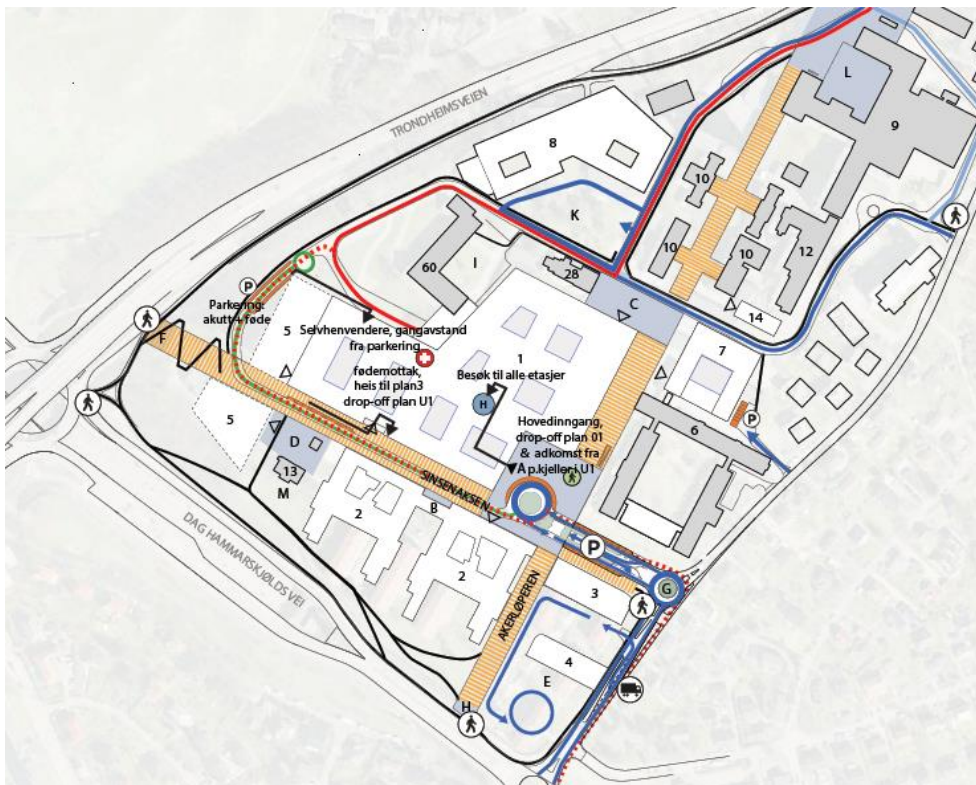 L
TRONDHEIMSVEIEN
9
8
10
K
10
10
12
60
I
28
P
Parkering:
akutt + føde
C
14
5
Selvhenvendere, gangavstand
fra parkering
F
1
7
fødemottak,
heis til plan3
drop-off plan U1
Besøk til alle etasjer
H
5
Hovedinngang,
drop-off plan 01
& adkomst fra
A p.kjeller i U1
P
6
D
13
M
SINSENAKSEN
B
2
2
P
G
DAG HAMMARSKJØLDS VEI
AKERLØPEREN
3
4
E
H